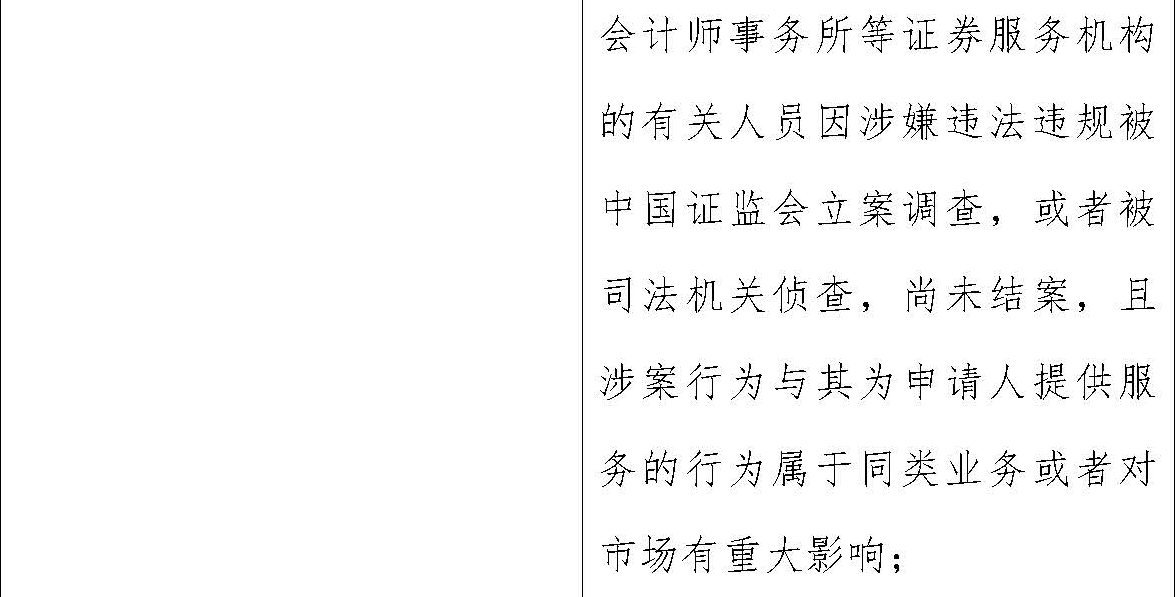 会计师事务所等证券服务机构
的有关人员因涉嫌违法违规被
中国证监会立案调查，或者被
司法机关侦查，尚未结案，且
涉案行为与其为申请人提供服
务的行为属于同类业务或者对
市场有重大影响；